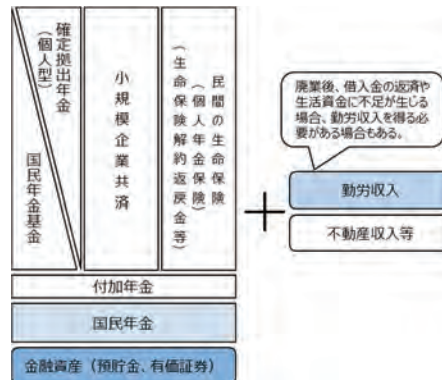 確定拠出年金
（個人型）
国民年金基金
小規模企業共済
民間の生命保険
（個人年金保険）
（生命保険解約返戻金等）
廃業後、借入金の返済や
生活資金に不足が生じる
場合、勤労収入を得る必
要がある場合もある。
＋
勤労収入
不動産収入等
付加年金
国民年金
金融資産（預貯金、有価証券）